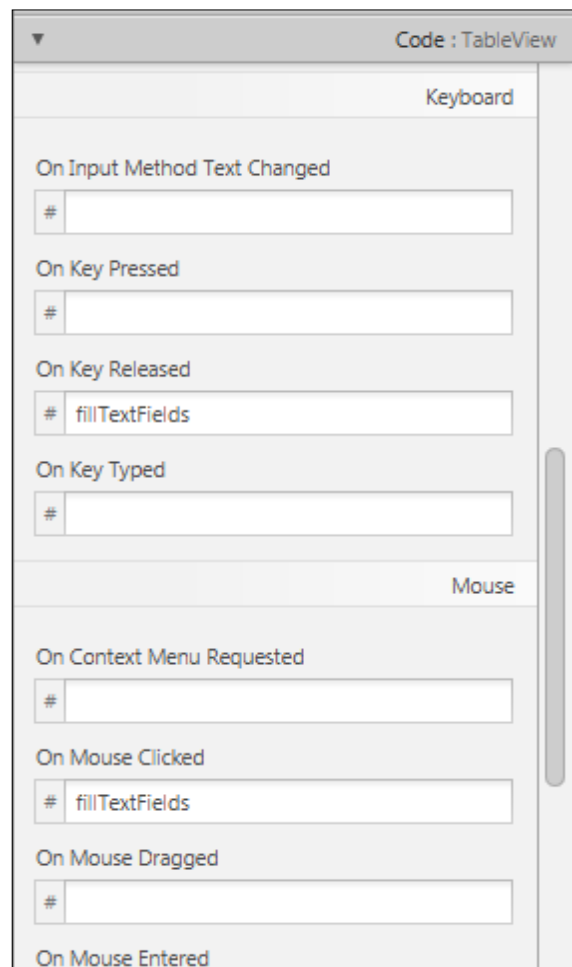 Code : TableView
Keyboard
On Input Method Text Changed
#
On Key Pressed
#
On Key Released
# fillTextFields
On Key Typed
#
Mouse
On Context Menu Requested
#
On Mouse Clicked
# fillTextFields
On Mouse Dragged
#
On Mouse Entered